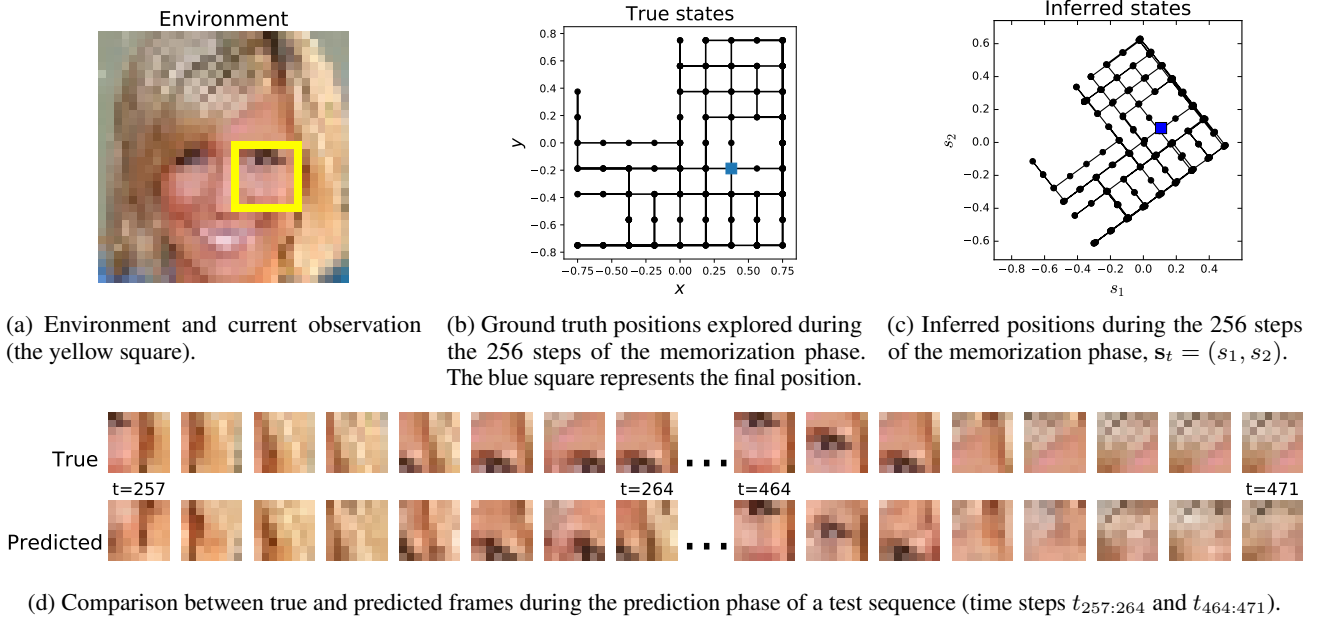 Environment
True states
Inferred states
0.8
0.6
0.4
0.2
0.0
−0.2
−0.4
−0.6
−0.8
y
−0.75 −0.50 −0.25 0.00 0.25 0.50 0.75
x
0.6
0.4
0.2
0.0
−0.2
−0.4
−0.6
s₂
−0.8 −0.6 −0.4 −0.2 0.0 0.2 0.4
s₁
(a) Environment and current observation
(the yellow square).
(b) Ground truth positions explored during
the 256 steps of the memorization phase.
The blue square represents the final position.
(c) Inferred positions during the 256 steps
of the memorization phase, sₜ = (s₁, s₂).
True
...
t=257 t=264 t=464 t=471
Predicted
...
(d) Comparison between true and predicted frames during the prediction phase of a test sequence (time steps t₂₅₇:₂₆₄ and t₄₆₄:₄₇₁).